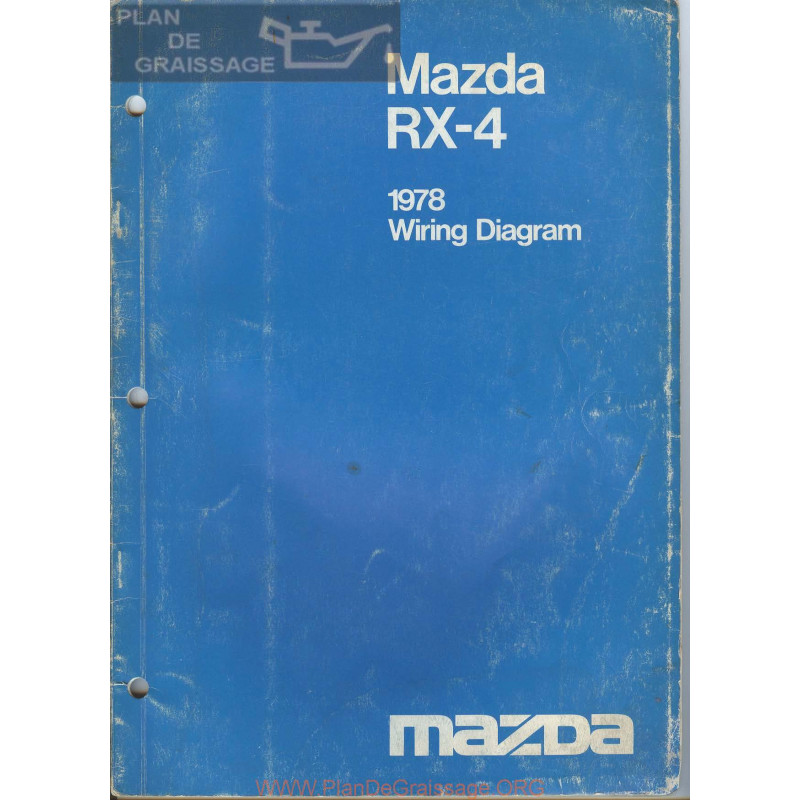 PLAN
DE
GRAISSAGE
Mazda
RX-4
1978
Wiring Diagram
mazda
WWW.PlanDeGraissage.ORG